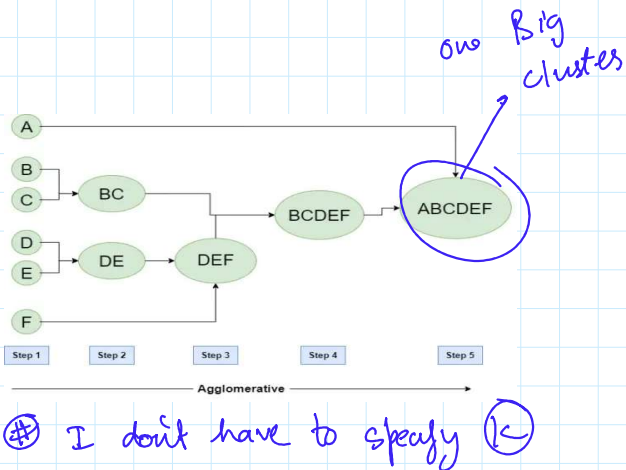 one Big
cluster
A
B
C
BC
D
E
DE
DEF
F
BCDEF
ABCDEF
Step 1
Step 2
Step 3
Step 4
Step 5
Agglomerative
# I don't have to specify K